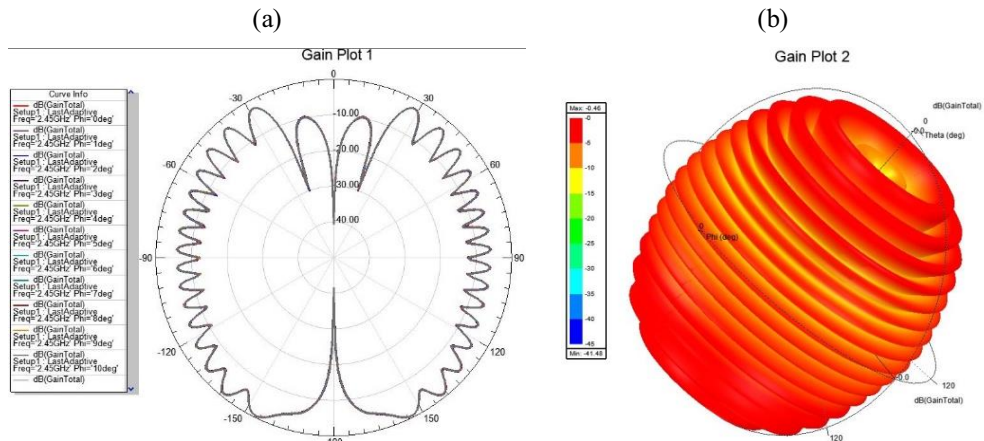 (a)
(b)
Gain Plot 1
Curve Info
dB(GainTotal)
Setup1 : LastAdaptive
Freq='2.45GHz' Phi='0deg'
dB(GainTotal)
Setup1 : LastAdaptive
Freq='2.45GHz' Phi='1deg'
dB(GainTotal)
Setup1 : LastAdaptive
Freq='2.45GHz' Phi='2deg'
dB(GainTotal)
Setup1 : LastAdaptive
Freq='2.45GHz' Phi='3deg'
dB(GainTotal)
Setup1 : LastAdaptive
Freq='2.45GHz' Phi='4deg'
dB(GainTotal)
Setup1 : LastAdaptive
Freq='2.45GHz' Phi='5deg'
dB(GainTotal)
Setup1 : LastAdaptive
Freq='2.45GHz' Phi='6deg'
dB(GainTotal)
Setup1 : LastAdaptive
Freq='2.45GHz' Phi='7deg'
dB(GainTotal)
Setup1 : LastAdaptive
Freq='2.45GHz' Phi='8deg'
dB(GainTotal)
Setup1 : LastAdaptive
Freq='2.45GHz' Phi='9deg'
dB(GainTotal)
Setup1 : LastAdaptive
Freq='2.45GHz' Phi='10deg'
dB(GainTotal)
0
-30
30
-10.00
-60
20.00
60
30.00
40.00
-90
90
-120
120
-150
150
Gain Plot 2
Max: -0.46
-0
-5
-10
-15
-20
-25
-30
-35
-40
-45
Min: -41.48
dB(GainTotal)
0
-0.0
Theta (deg)
Phi (deg)
-0.0
120
dB(GainTotal)
120